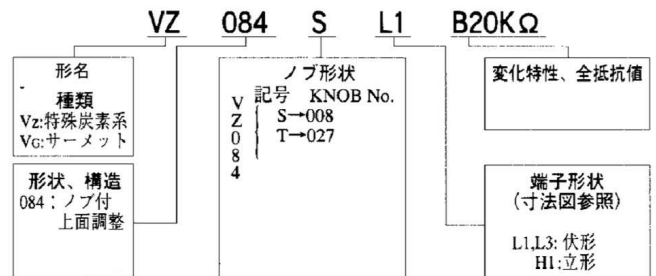 VZ 084 S L1 B20KΩ
形名
種類
VZ:特殊炭素系
VG:サーメット
形状、構造
084：ノブ付
上面調整
ノブ形状
VZ084
記号 KNOB No.
S→008
T→027
変化特性、全抵抗値
端子形状
(寸法図参照)
L1,L3: 伏形
H1:立形